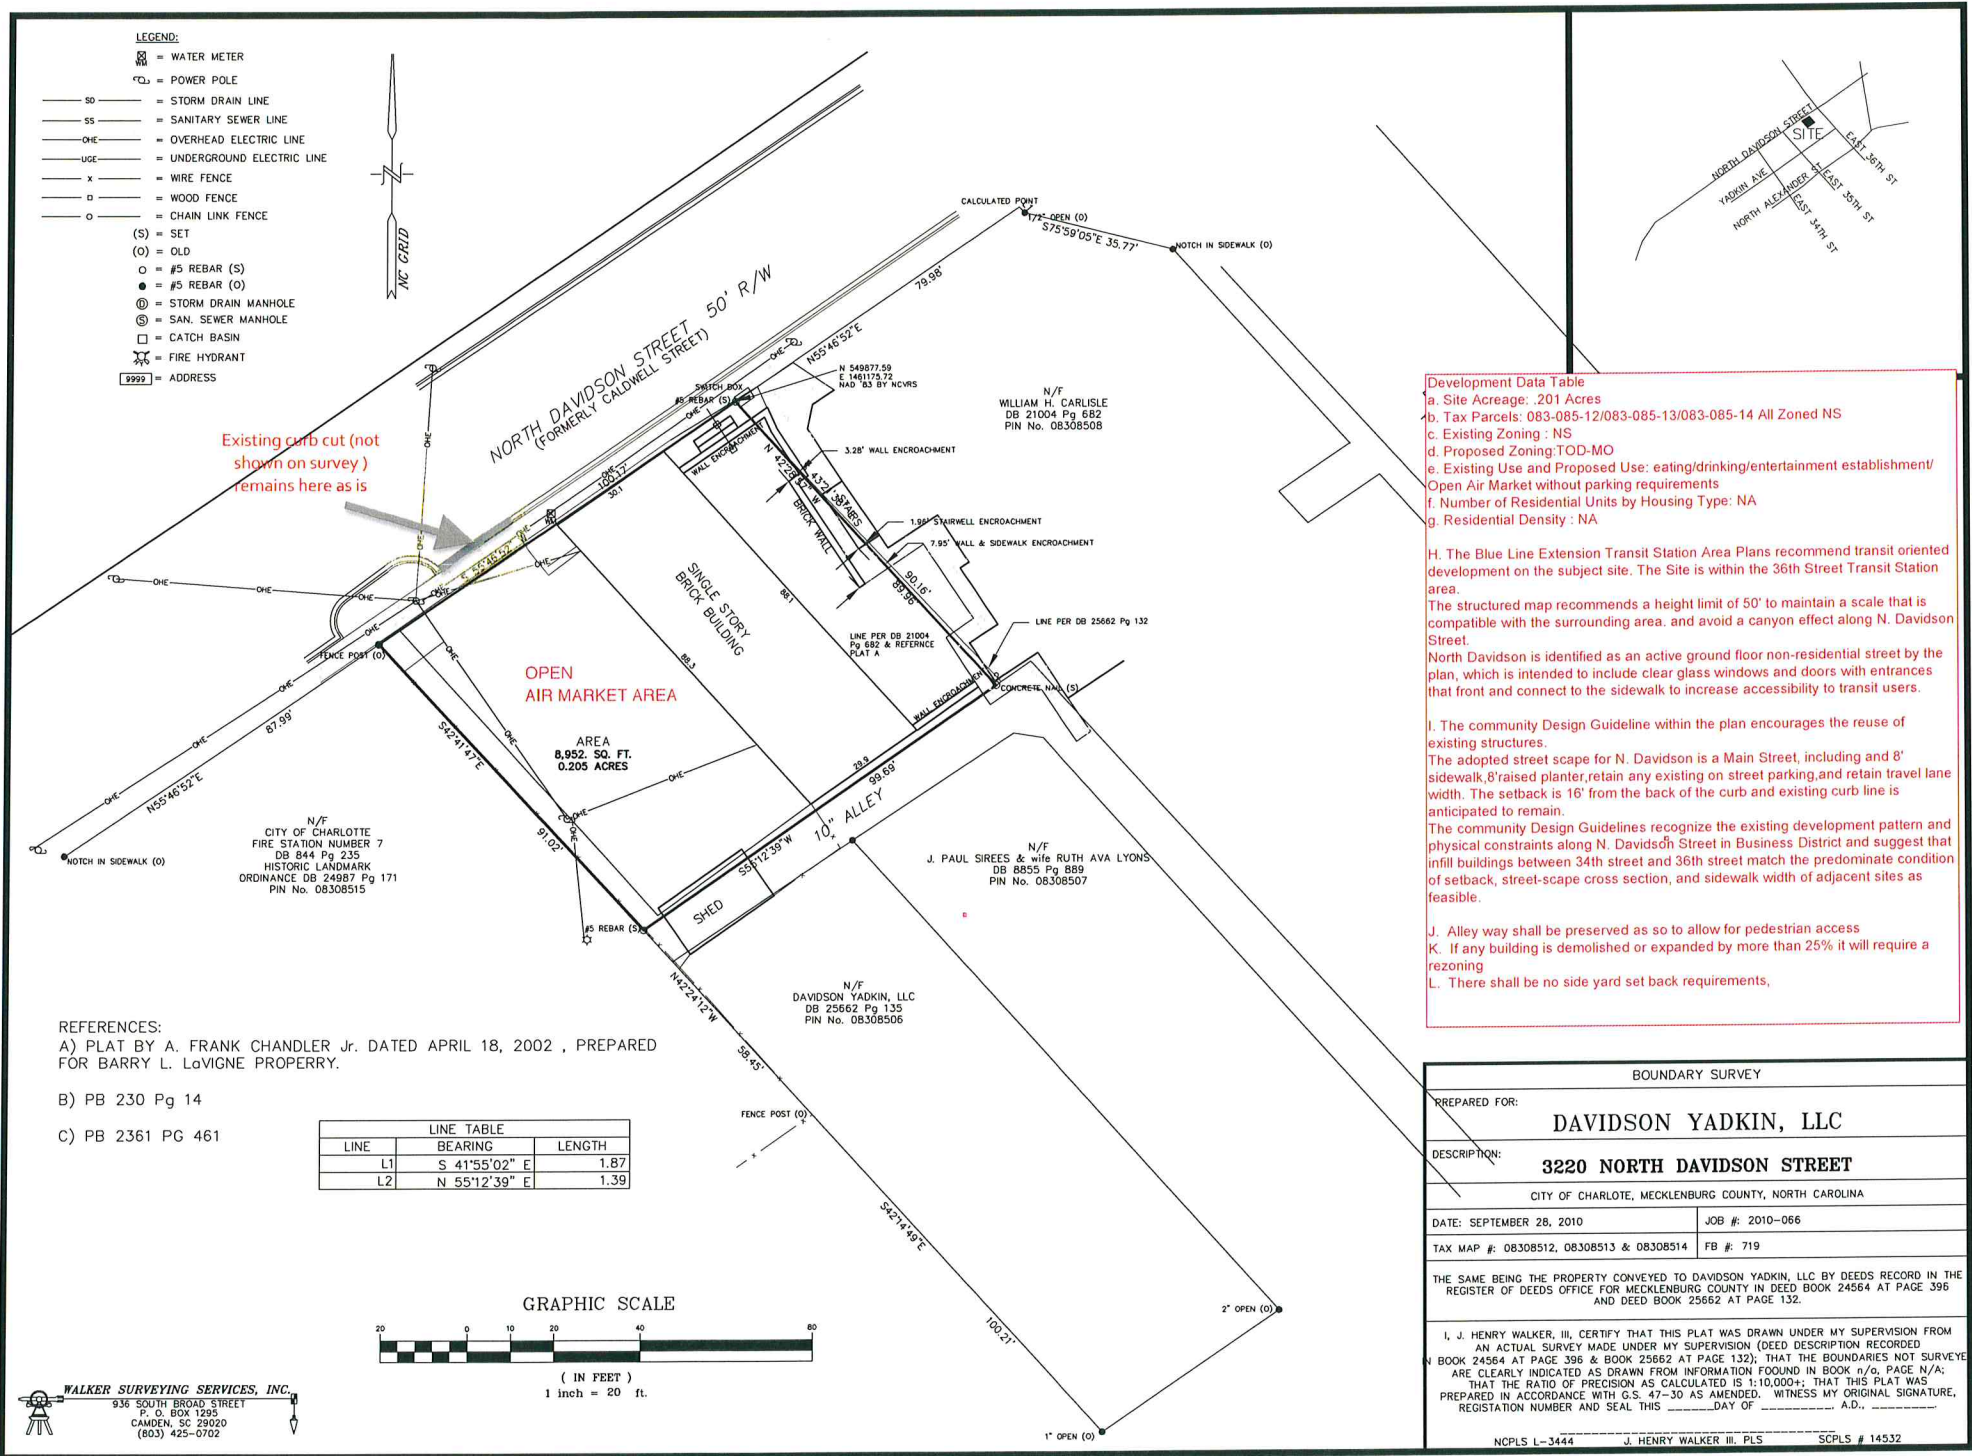 LEGEND:
WM = WATER METER
= POWER POLE
SD = STORM DRAIN LINE
SS = SANITARY SEWER LINE
OHE = OVERHEAD ELECTRIC LINE
UGE = UNDERGROUND ELECTRIC LINE
x = WIRE FENCE
= WOOD FENCE
= CHAIN LINK FENCE
(S) = SET
(O) = OLD
= #5 REBAR (S)
= #5 REBAR (O)
D = STORM DRAIN MANHOLE
S = SAN. SEWER MANHOLE
= CATCH BASIN
= FIRE HYDRANT
9999 = ADDRESS
N
NC GRID
Existing curb cut (not
shown on survey )
remains here as is
NORTH DAVIDSON STREET 50' R/W
(FORMERLY CALDWELL STREET)
CALCULATED POINT
1/2" OPEN (O)
S75°59'05"E 35.77'
NOTCH IN SIDEWALK (O)
79.98'
N55°46'52"E
N 549877.59
E 1461175.72
NAD '83 BY NCVRS
SWITCH BOX
#5 REBAR (S)
N/F
WILLIAM H. CARLISLE
DB 21004 Pg 682
PIN No. 08308508
WALL ENCROACHMENT
3.28' WALL ENCROACHMENT
STAIRS
BRICK WALL
1.96' STAIRWELL ENCROACHMENT
7.95' WALL & SIDEWALK ENCROACHMENT
90.16'
89.96'
100.17'
30.1
WM
S 55°46'52" W
OHE
OHE
OHE
OHE
OHE
OHE
OHE
OHE
SINGLE STORY
BRICK BUILDING
88.1
88.3
LINE PER DB 25662 Pg 132
LINE PER DB 21004
Pg 682 & REFERNCE
PLAT A
FENCE POST (O)
OPEN
AIR MARKET AREA
AREA
8,952. SQ. FT.
0.205 ACRES
WALL ENCROACHMENT
CONCRETE NAIL (S)
87.99'
N55°46'52"E
S42°41'47"E
91.02'
29.9
99.69'
10" ALLEY
S55°12'39"W
NOTCH IN SIDEWALK (O)
N/F
CITY OF CHARLOTTE
FIRE STATION NUMBER 7
DB 844 Pg 235
HISTORIC LANDMARK
ORDINANCE DB 24987 Pg 171
PIN No. 08308515
N/F
J. PAUL SIREES & wife RUTH AVA LYONS
DB 8855 Pg 889
PIN No. 08308507
SHED
#5 REBAR (S)
N42°24'12"W
58.45'
N/F
DAVIDSON YADKIN, LLC
DB 25662 Pg 135
PIN No. 08308506
FENCE POST (O)
S42°14'49"E
100.21'
2" OPEN (O)
1" OPEN (O)
REFERENCES:
A) PLAT BY A. FRANK CHANDLER Jr. DATED APRIL 18, 2002 , PREPARED
FOR BARRY L. LaVIGNE PROPERRY.
B) PB 230 Pg 14
C) PB 2361 PG 461
LINE TABLE
LINE BEARING LENGTH
L1 S 41°55'02" E 1.87
L2 N 55°12'39" E 1.39
GRAPHIC SCALE
20 0 10 20 40 80
( IN FEET )
1 inch = 20 ft.
WALKER SURVEYING SERVICES, INC.
936 SOUTH BROAD STREET
P. O. BOX 1295
CAMDEN, SC 29020
(803) 425-0702
NORTH DAVIDSON STREET
SITE
YADKIN AVE
NORTH ALEXANDER ST
EAST 36TH ST
EAST 35TH ST
EAST 34TH ST
Development Data Table
a. Site Acreage: .201 Acres
b. Tax Parcels: 083-085-12/083-085-13/083-085-14 All Zoned NS
c. Existing Zoning : NS
d. Proposed Zoning:TOD-MO
e. Existing Use and Proposed Use: eating/drinking/entertainment establishment/
Open Air Market without parking requirements
f. Number of Residential Units by Housing Type: NA
g. Residential Density : NA
H. The Blue Line Extension Transit Station Area Plans recommend transit oriented
development on the subject site. The Site is within the 36th Street Transit Station
area.
The structured map recommends a height limit of 50' to maintain a scale that is
compatible with the surrounding area. and avoid a canyon effect along N. Davidson
Street.
North Davidson is identified as an active ground floor non-residential street by the
plan, which is intended to include clear glass windows and doors with entrances
that front and connect to the sidewalk to increase accessibility to transit users.
I. The community Design Guideline within the plan encourages the reuse of
existing structures.
The adopted street scape for N. Davidson is a Main Street, including and 8'
sidewalk,8'raised planter,retain any existing on street parking,and retain travel lane
width. The setback is 16' from the back of the curb and existing curb line is
anticipated to remain.
The community Design Guidelines recognize the existing development pattern and
physical constraints along N. Davidson Street in Business District and suggest that
infill buildings between 34th street and 36th street match the predominate condition
of setback, street-scape cross section, and sidewalk width of adjacent sites as
feasible.
J. Alley way shall be preserved as so to allow for pedestrian access
K. If any building is demolished or expanded by more than 25% it will require a
rezoning
L. There shall be no side yard set back requirements,
BOUNDARY SURVEY
PREPARED FOR:
DAVIDSON YADKIN, LLC
DESCRIPTION:
3220 NORTH DAVIDSON STREET
CITY OF CHARLOTE, MECKLENBURG COUNTY, NORTH CAROLINA
DATE: SEPTEMBER 28, 2010 JOB #: 2010-066
TAX MAP #: 08308512, 08308513 & 08308514 FB #: 719
THE SAME BEING THE PROPERTY CONVEYED TO DAVIDSON YADKIN, LLC BY DEEDS RECORD IN THE
REGISTER OF DEEDS OFFICE FOR MECKLENBURG COUNTY IN DEED BOOK 24564 AT PAGE 396
AND DEED BOOK 25662 AT PAGE 132.
I, J. HENRY WALKER, III, CERTIFY THAT THIS PLAT WAS DRAWN UNDER MY SUPERVISION FROM
AN ACTUAL SURVEY MADE UNDER MY SUPERVISION (DEED DESCRIPTION RECORDED
N BOOK 24564 AT PAGE 396 & BOOK 25662 AT PAGE 132); THAT THE BOUNDARIES NOT SURVEYE
ARE CLEARLY INDICATED AS DRAWN FROM INFORMATION FOOUND IN BOOK n/a, PAGE N/A;
THAT THE RATIO OF PRECISION AS CALCULATED IS 1:10,000+; THAT THIS PLAT WAS
PREPARED IN ACCORDANCE WITH G.S. 47-30 AS AMENDED. WITNESS MY ORIGINAL SIGNATURE,
REGISTATION NUMBER AND SEAL THIS ______DAY OF _________, A.D., ________.
NCPLS L-3444 J. HENRY WALKER III. PLS SCPLS # 14532